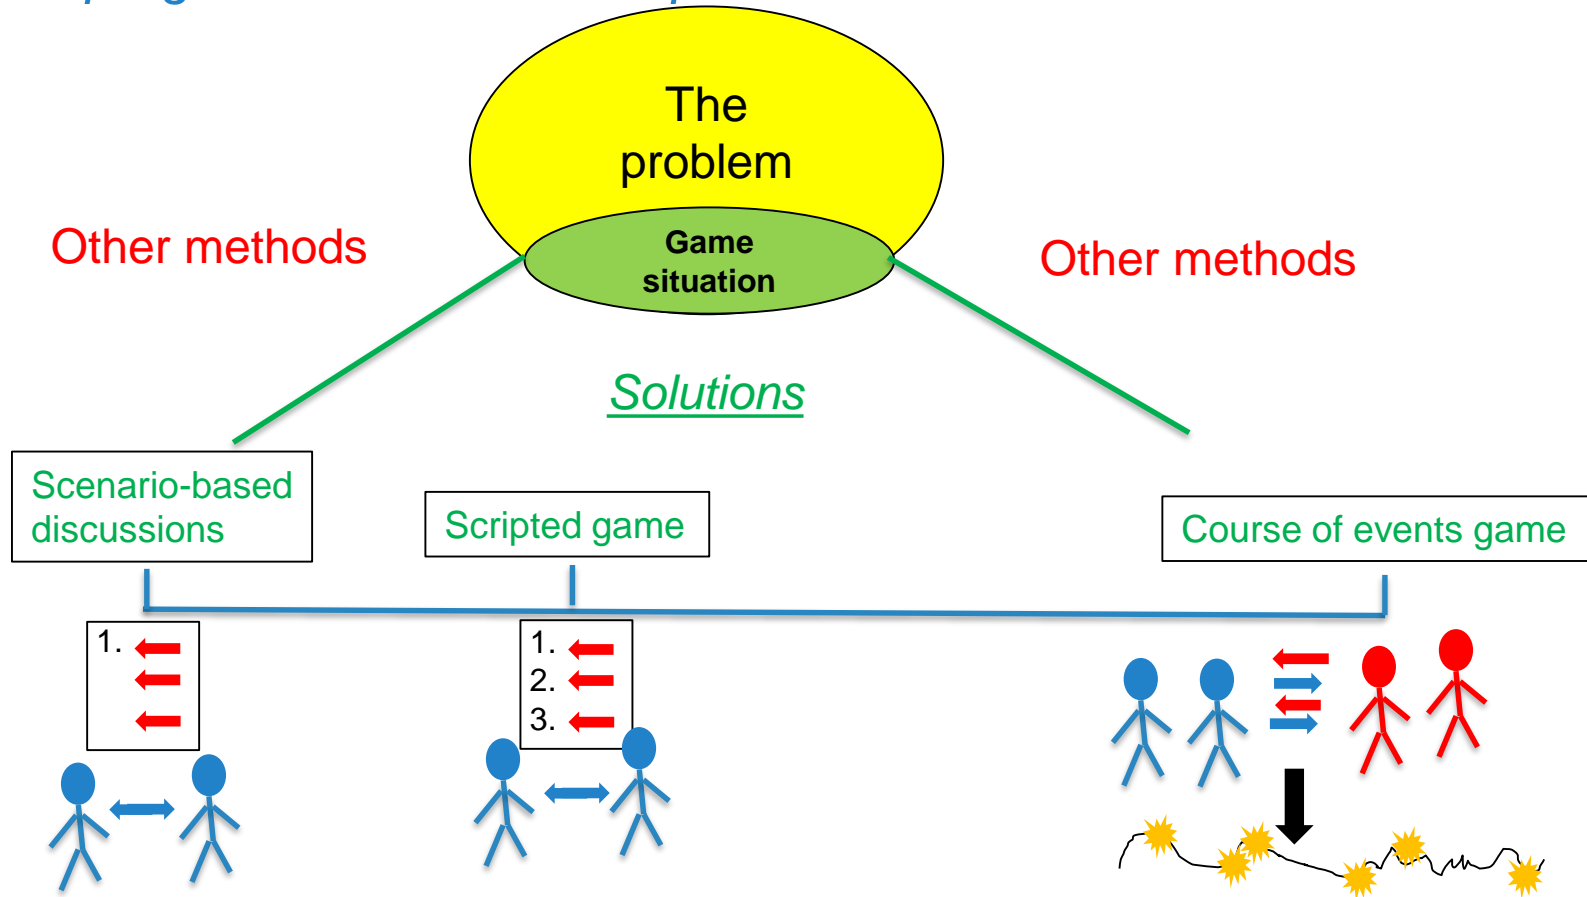 The
problem
Game
situation
Other methods
Other methods
Solutions
Scenario-based
discussions
Scripted game
Course of events game
1.
1.
2.
3.